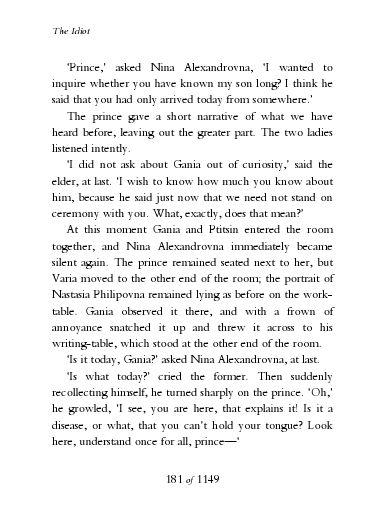 The Idiot
'Prince,' asked Nina Alexandrovna, 'I wanted to
inquire whether you have known my son long? I think he
said that you had only arrived today from somewhere.'
The prince gave a short narrative of what we have
heard before, leaving out the greater part. The two ladies
listened intently.
'I did not ask about Gania out of curiosity,' said the
elder, at last. 'I wish to know how much you know about
him, because he said just now that we need not stand on
ceremony with you. What, exactly, does that mean?'
At this moment Gania and Ptitsin entered the room
together, and Nina Alexandrovna immediately became
silent again. The prince remained seated next to her, but
Varia moved to the other end of the room; the portrait of
Nastasia Philipovna remained lying as before on the work-
table. Gania observed it there, and with a frown of
annoyance snatched it up and threw it across to his
writing-table, which stood at the other end of the room.
'Is it today, Gania?' asked Nina Alexandrovna, at last.
'Is what today?' cried the former. Then suddenly
recollecting himself, he turned sharply on the prince. 'Oh,'
he growled, 'I see, you are here, that explains it! Is it a
disease, or what, that you can't hold your tongue? Look
here, understand once for all, prince—'
181 of 1149